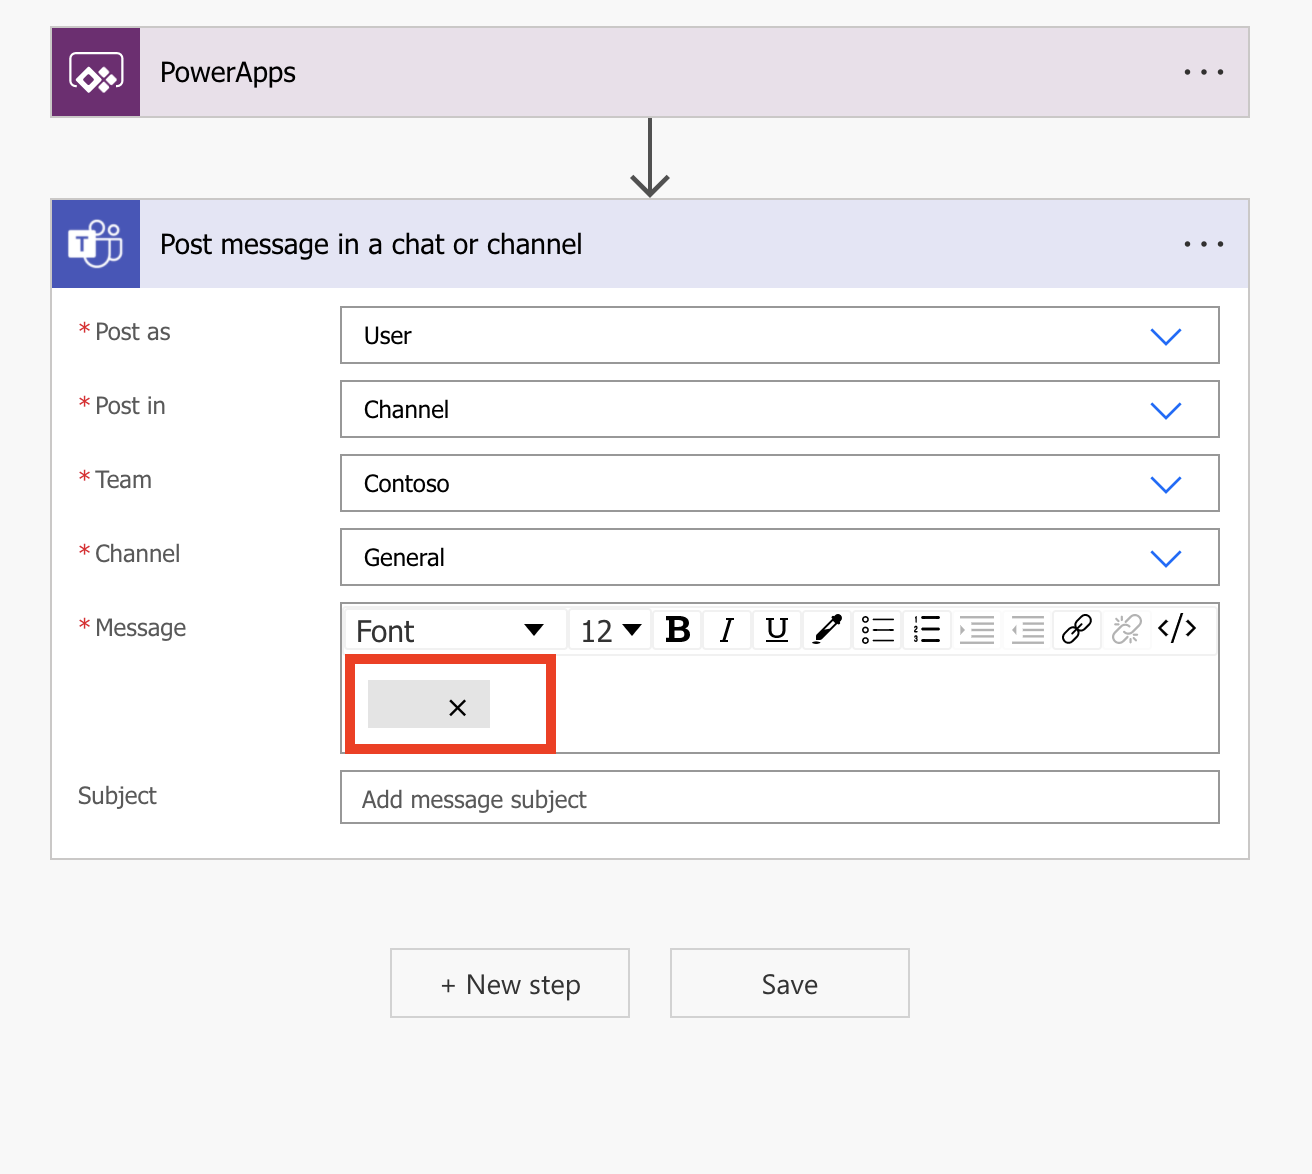 PowerApps
Post message in a chat or channel
* Post as
User
* Post in
Channel
* Team
Contoso
* Channel
General
* Message
Font 12 B I U </>
×
Subject
Add message subject
+ New step
Save